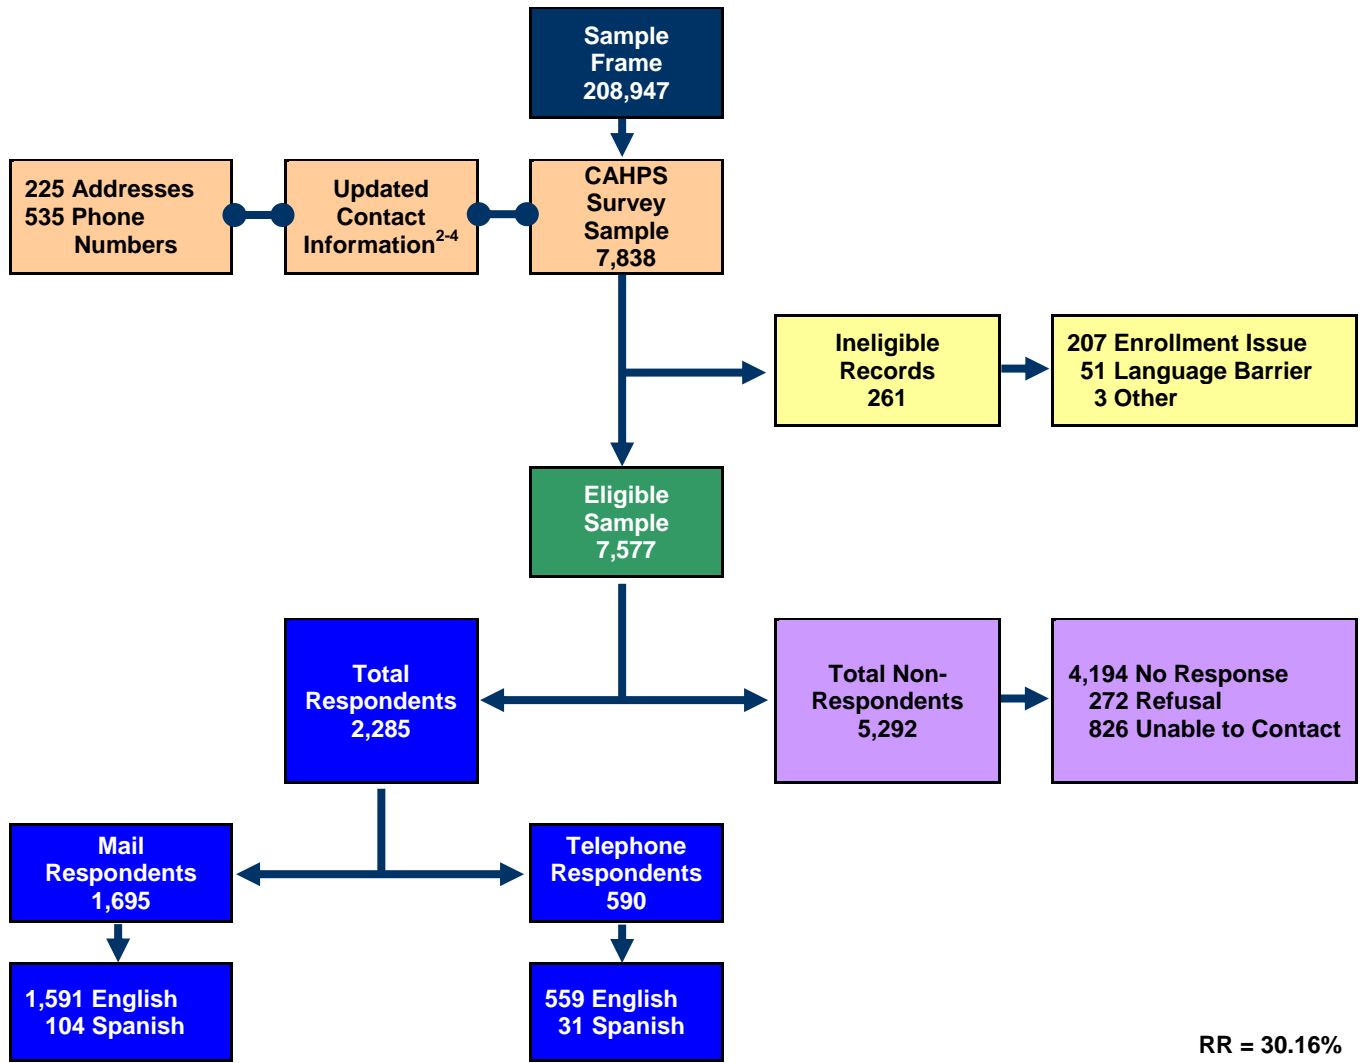 Sample
Frame
208,947
225 Addresses
535 Phone
Numbers
Updated
Contact
Information2-4
CAHPS
Survey
Sample
7,838
Ineligible
Records
261
207 Enrollment Issue
51 Language Barrier
3 Other
Eligible
Sample
7,577
Total
Respondents
2,285
Total Non-
Respondents
5,292
4,194 No Response
272 Refusal
826 Unable to Contact
Mail
Respondents
1,695
Telephone
Respondents
590
1,591 English
104 Spanish
559 English
31 Spanish
RR = 30.16%